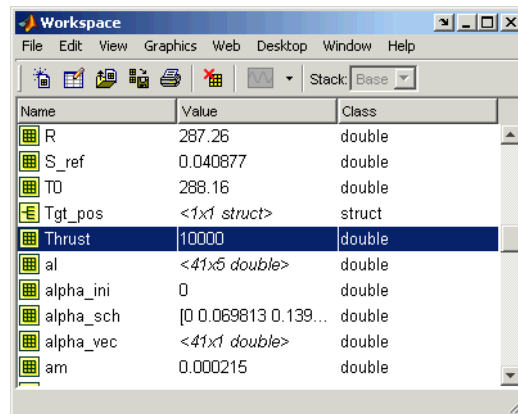 Workspace
File Edit View Graphics Web Desktop Window Help
Stack: Base
Name Value Class
R 287.26 double
S_ref 0.040877 double
T0 288.16 double
Tgt_pos <1x1 struct> struct
Thrust 10000 double
al <41x5 double> double
alpha_ini 0 double
alpha_sch [0 0.069813 0.139... double
alpha_vec <41x1 double> double
am 0.000215 double